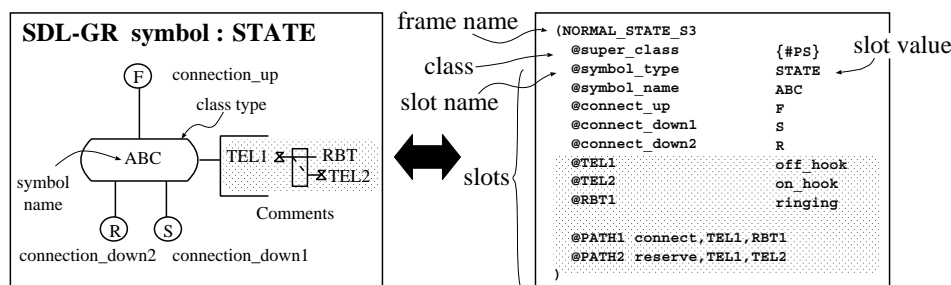 SDL-GR symbol : STATE
F
connection_up
class type
ABC
symbol
name
TEL1
RBT
TEL2
Comments
R
S
connection_down2
connection_down1
frame name
class
slot name
slots
slot value
(NORMAL_STATE_S3
@super_class {#PS}
@symbol_type STATE
@symbol_name ABC
@connect_up F
@connect_down1 S
@connect_down2 R
@TEL1 off_hook
@TEL2 on_hook
@RBT1 ringing
@PATH1 connect,TEL1,RBT1
@PATH2 reserve,TEL1,TEL2
)